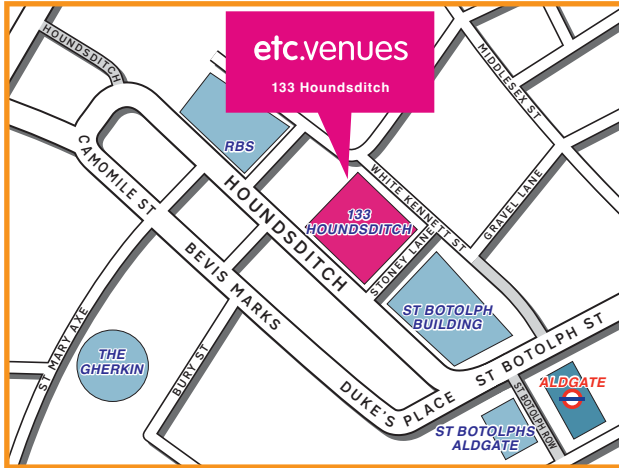 etc.venues
133 Houndsditch
HOUNDSDITCH
MIDDLESEX ST
RBS
CAMOMILE ST
WHITE KENNETT ST
GRAVEL LANE
HOUNDSDITCH
133
HOUNDSDITCH
STONEY LANE
BEVIS MARKS
ST BOTOLPH
BUILDING
ST MARY AXE
THE
GHERKIN
BURY ST
DUKE'S PLACE
ST BOTOLPH ST
ALDGATE
ST BOTOLPH ROW
ST BOTOLPHS
ALDGATE